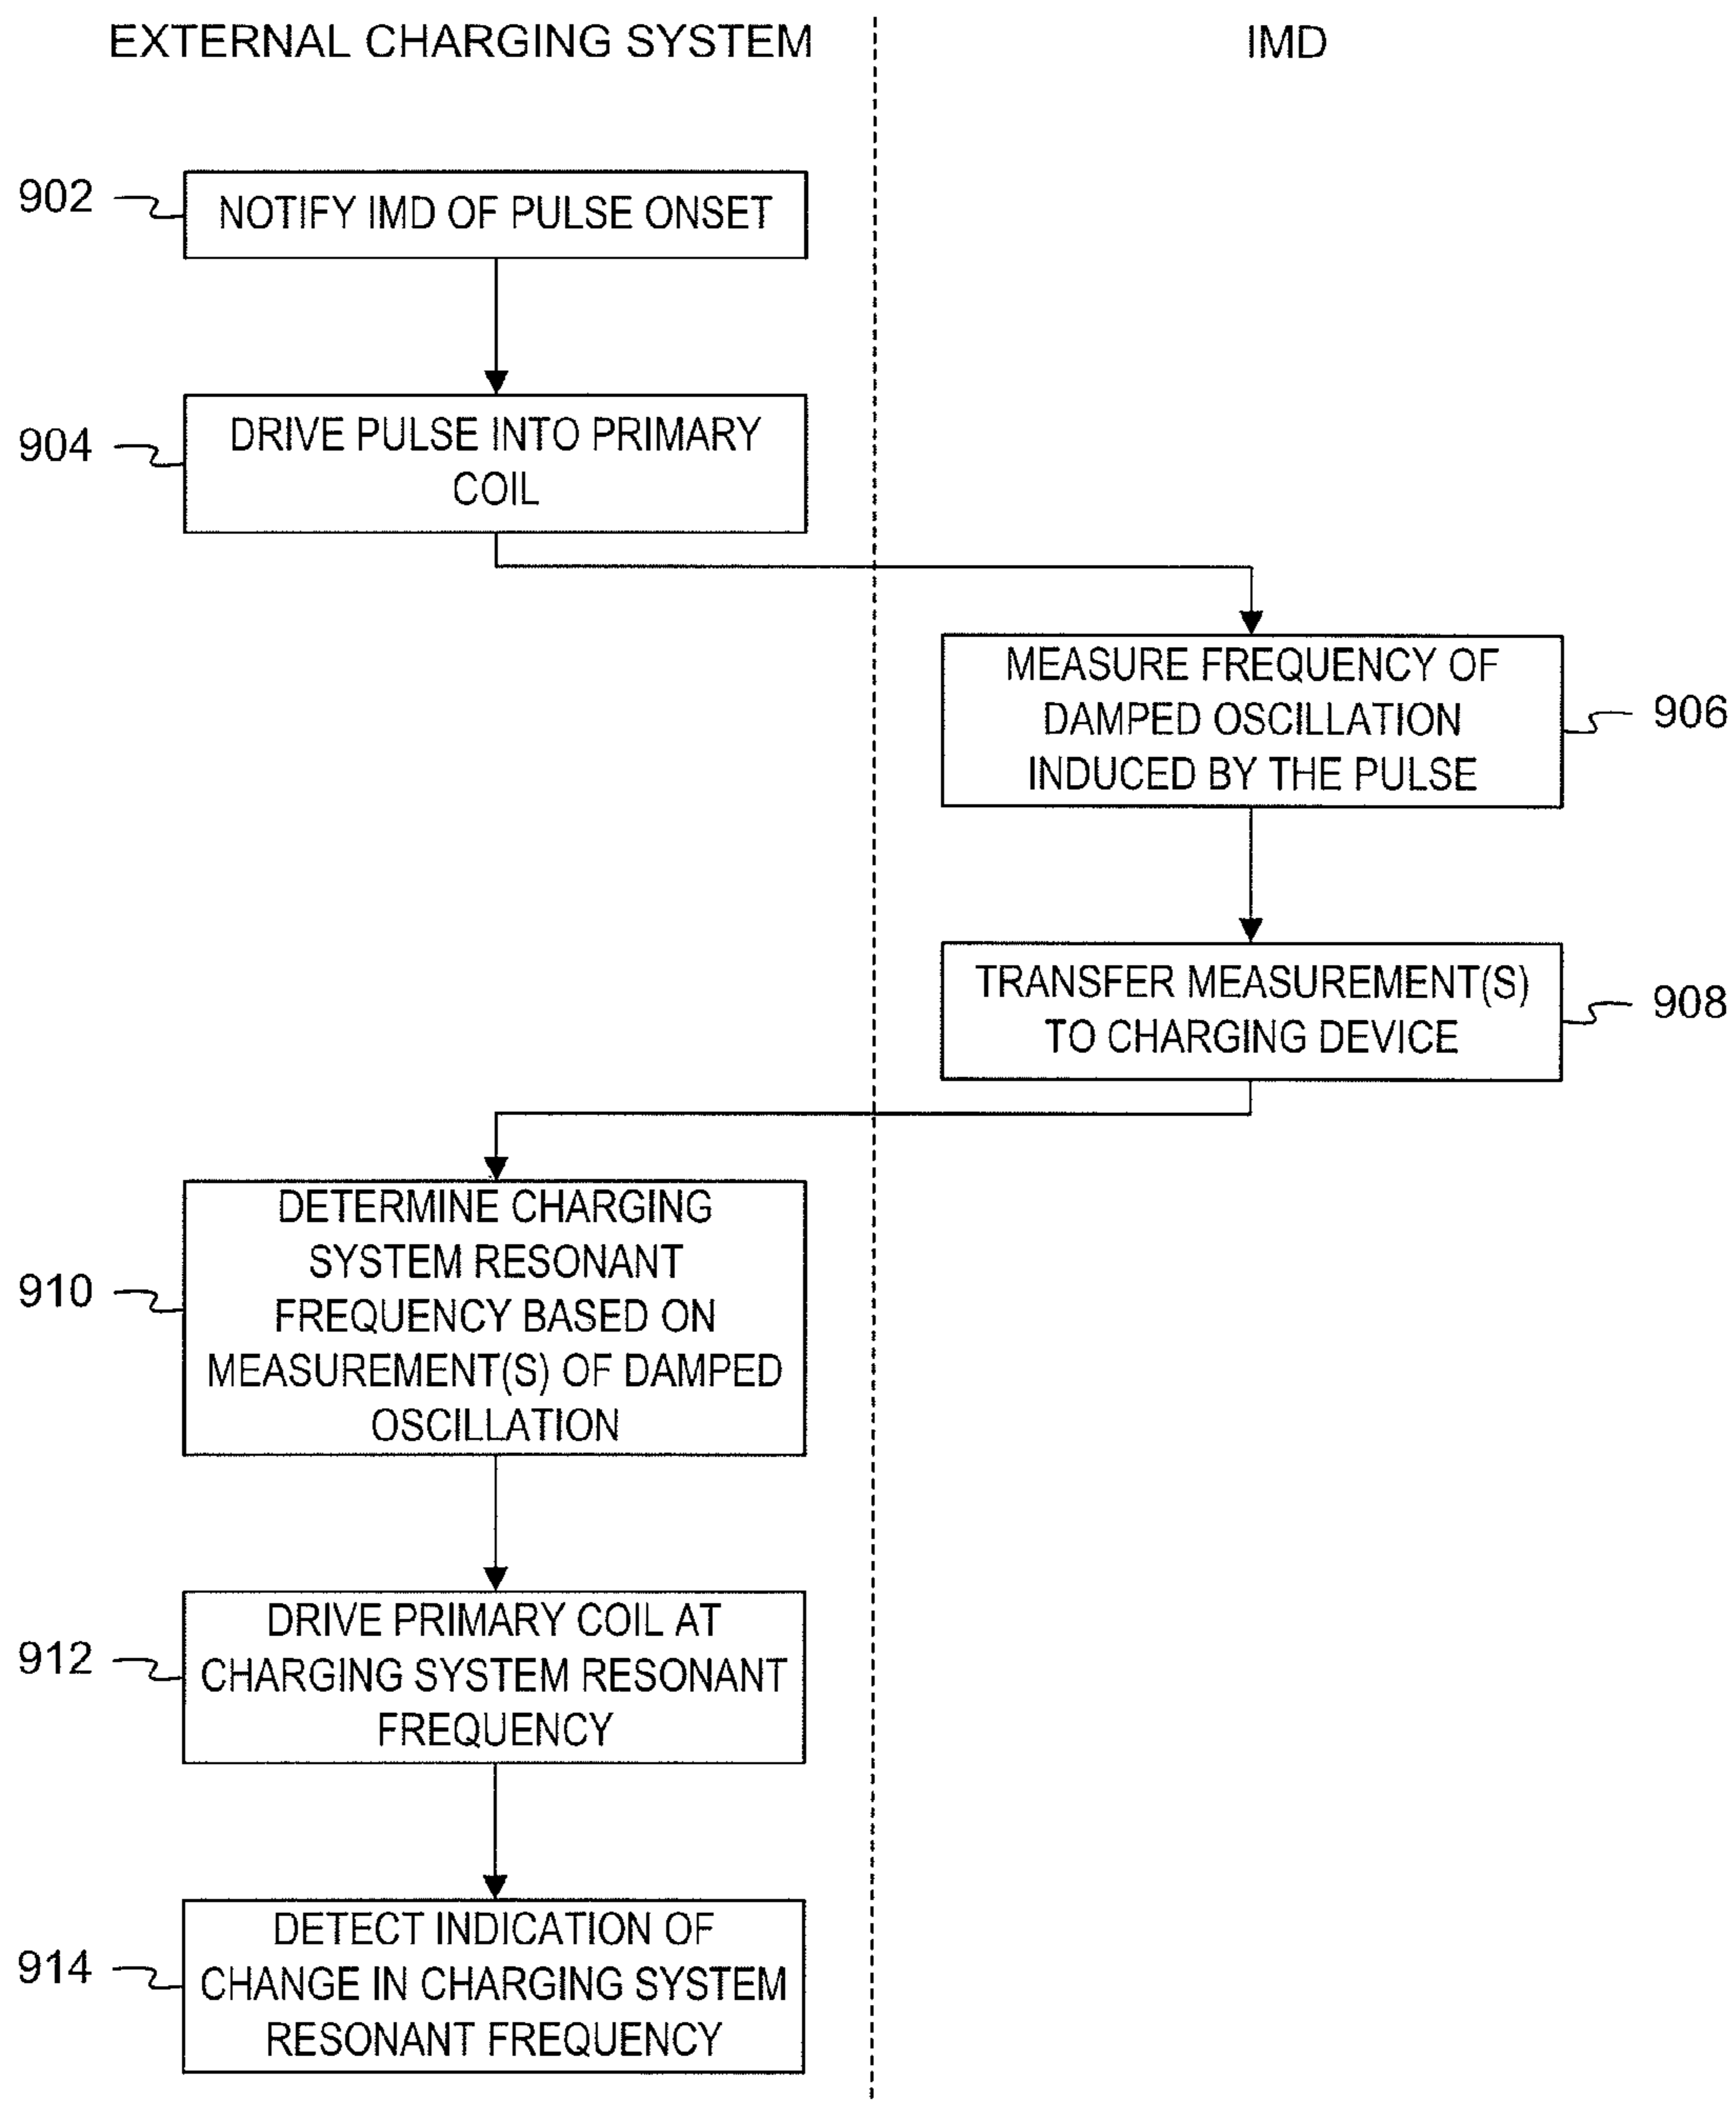 EXTERNAL CHARGING SYSTEM
IMD
902
NOTIFY IMD OF PULSE ONSET
904
DRIVE PULSE INTO PRIMARY
COIL
MEASURE FREQUENCY OF
DAMPED OSCILLATION
INDUCED BY THE PULSE
906
TRANSFER MEASUREMENT(S)
TO CHARGING DEVICE
908
910
DETERMINE CHARGING
SYSTEM RESONANT
FREQUENCY BASED ON
MEASUREMENT(S) OF DAMPED
OSCILLATION
912
DRIVE PRIMARY COIL AT
CHARGING SYSTEM RESONANT
FREQUENCY
914
DETECT INDICATION OF
CHANGE IN CHARGING SYSTEM
RESONANT FREQUENCY